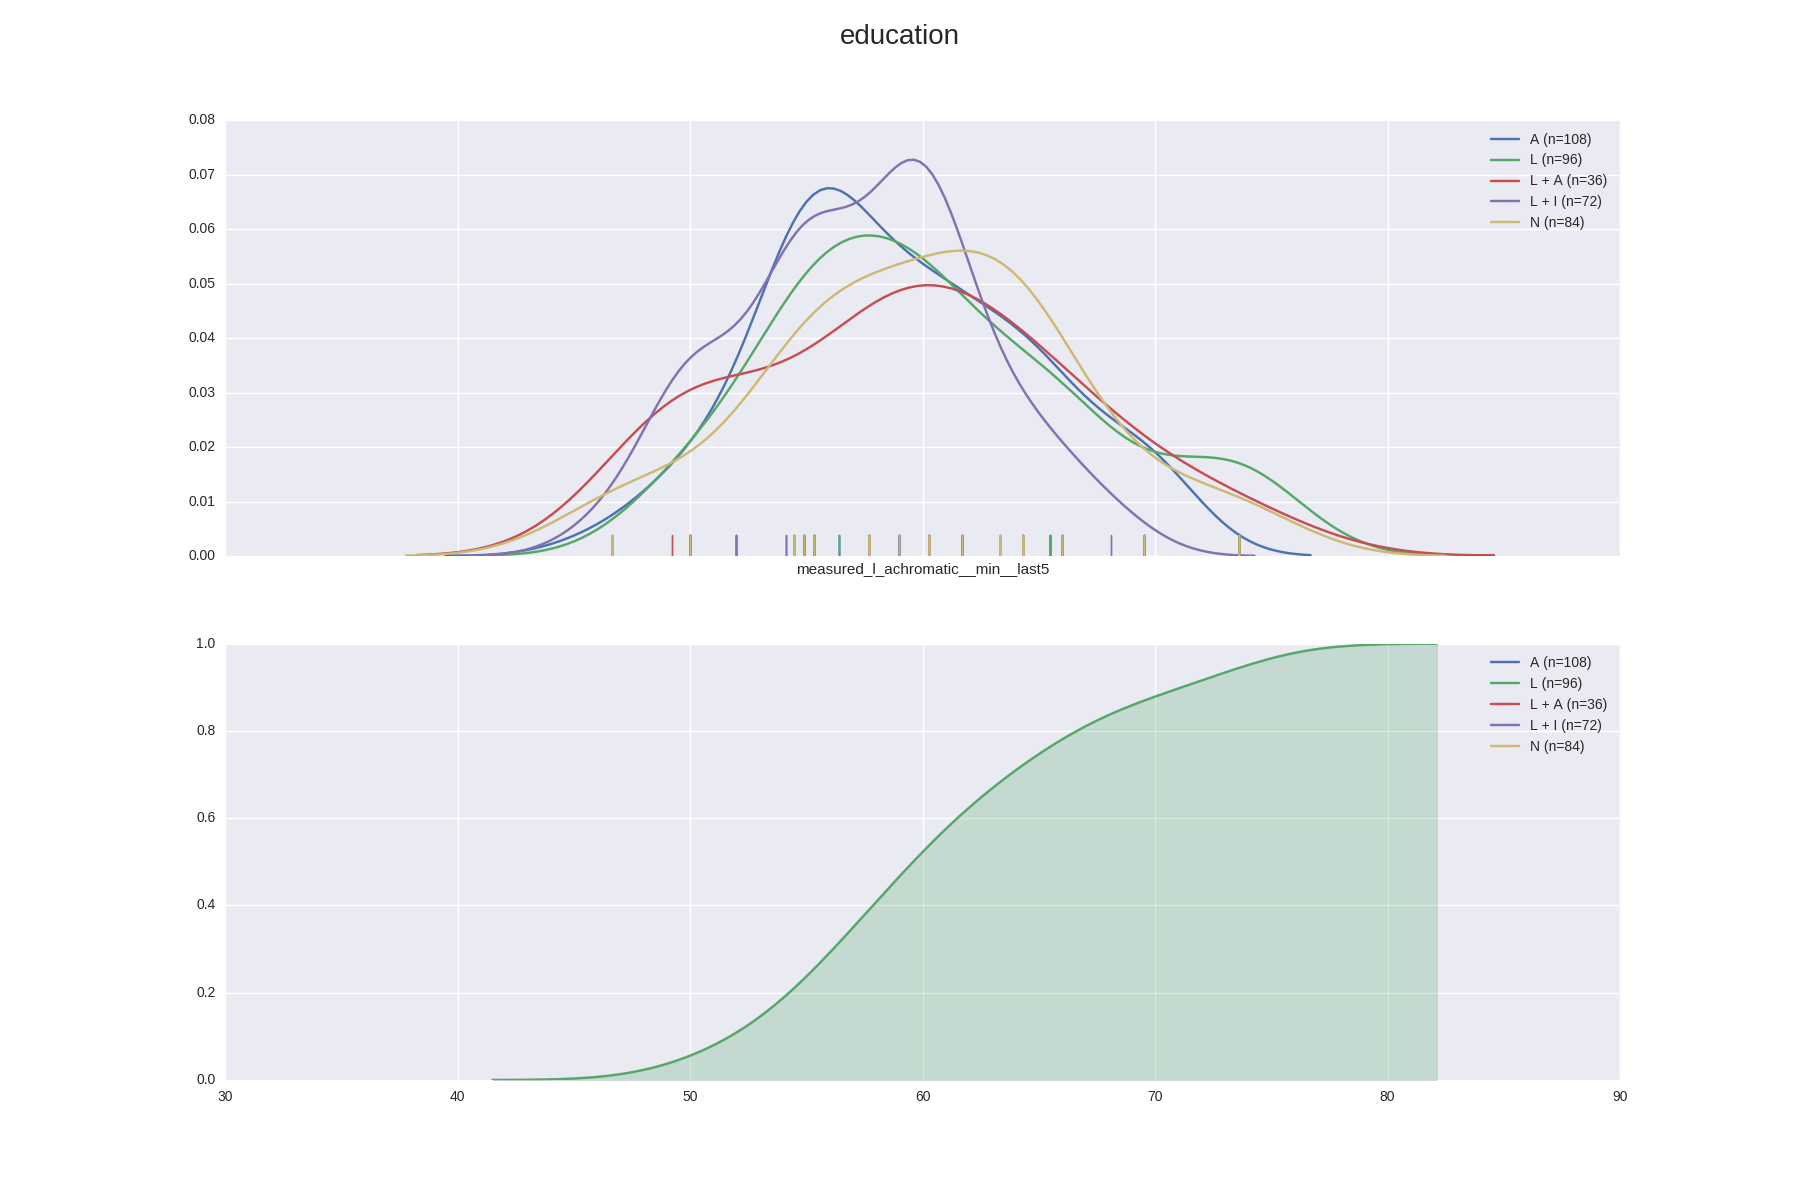 education
0.08
0.07
0.06
0.05
0.04
0.03
0.02
0.01
0.00
A (n=108)
L (n=96)
L + A (n=36)
L + I (n=72)
N (n=84)
measured_l_achromatic__min__last5
1.0
0.8
0.6
0.4
0.2
0.0
A (n=108)
L (n=96)
L + A (n=36)
L + I (n=72)
N (n=84)
30 40 50 60 70 80 90